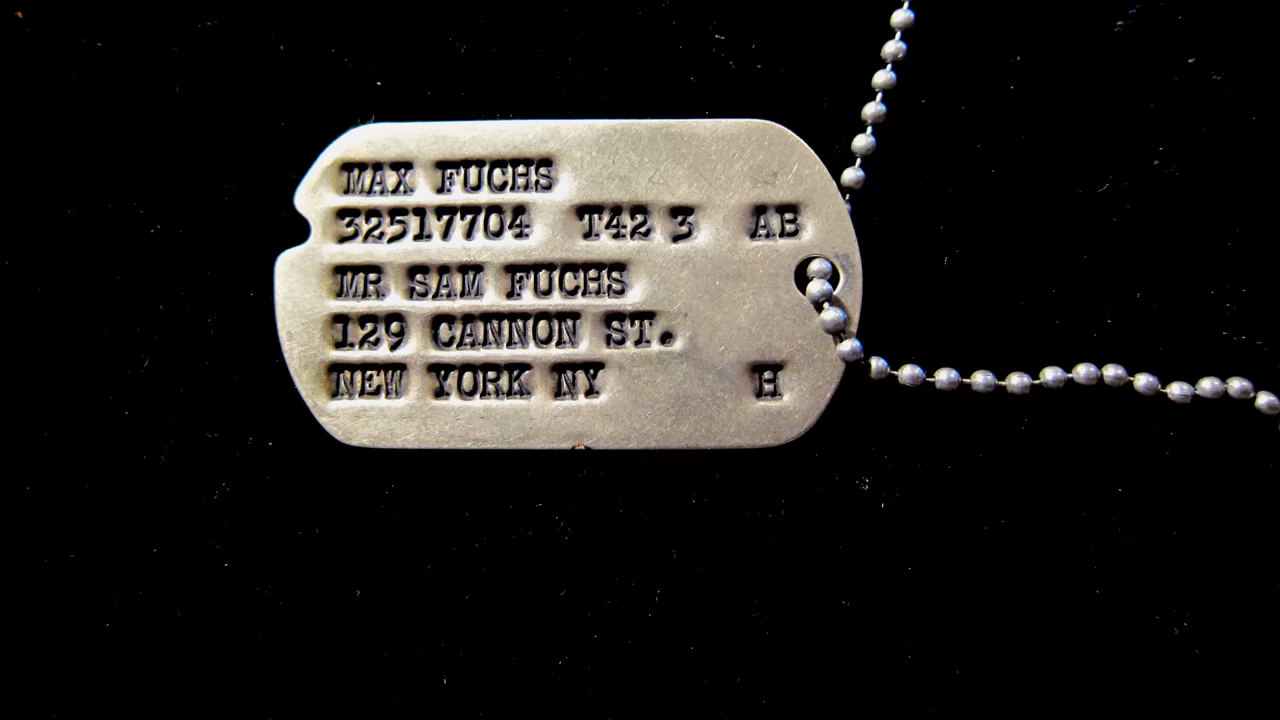 MAX FUCHS
32517704 T42 3 AB
MR SAM FUCHS
129 CANNON ST.
NEW YORK NY H